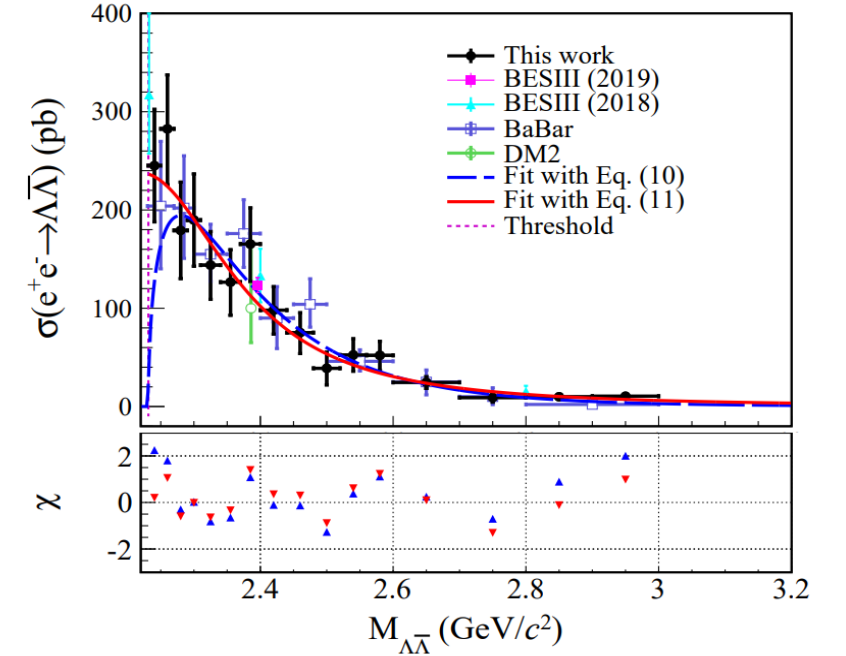 400
300
200
100
0
σ(e⁺e⁻→ΛΛ̅) (pb)
This work
BESIII (2019)
BESIII (2018)
BaBar
DM2
Fit with Eq. (10)
Fit with Eq. (11)
Threshold
2
0
-2
χ
2.4 2.6 2.8 3 3.2
M_ΛΛ̅ (GeV/c²)